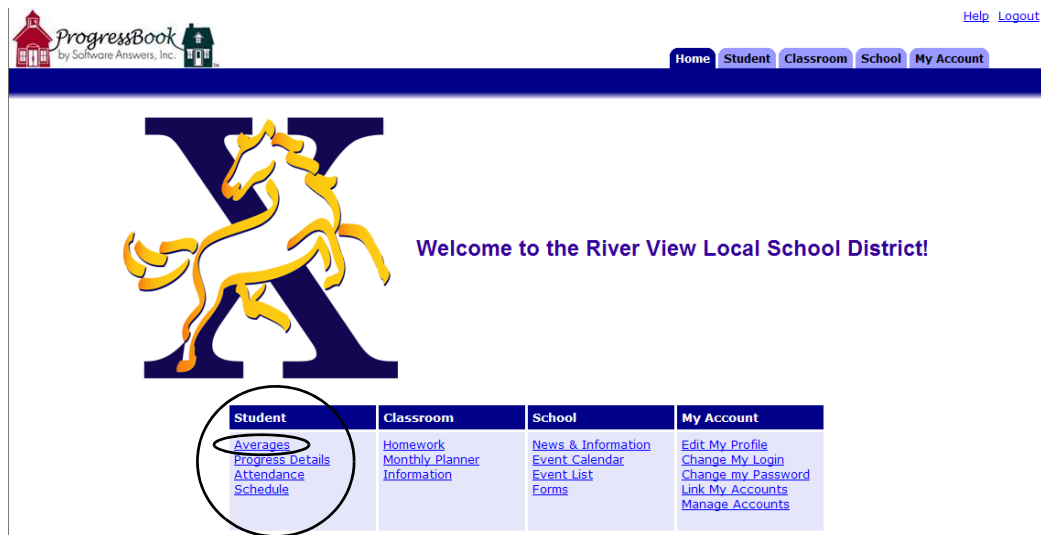 Help Logout
ProgressBook
by Software Answers, Inc.
Home Student Classroom School My Account
X
Welcome to the River View Local School District!
Student Classroom School My Account
Averages Homework News & Information Edit My Profile
Progress Details Monthly Planner Event Calendar Change My Login
Attendance Information Event List Change my Password
Schedule Forms Link My Accounts
Manage Accounts